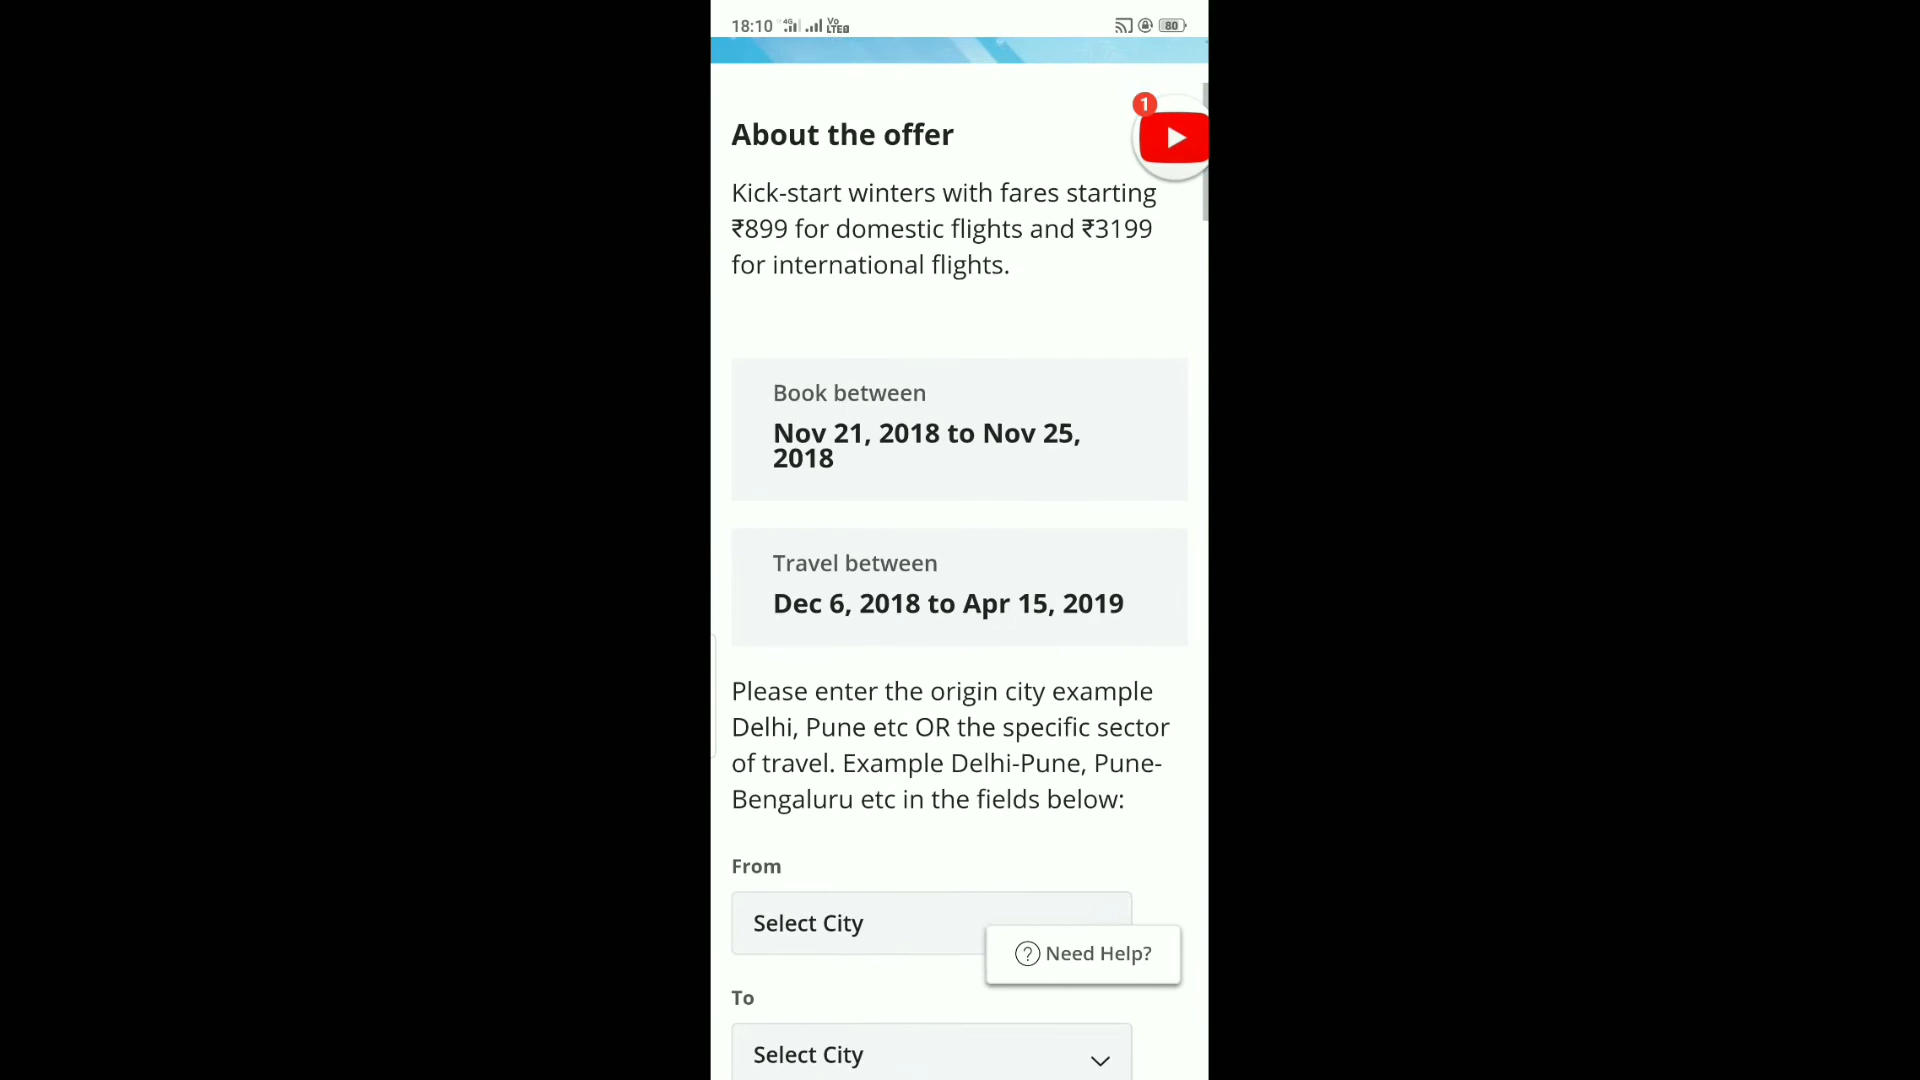 18:10 4G Vo LTE 80
1
About the offer
Kick-start winters with fares starting
₹899 for domestic flights and ₹3199
for international flights.
Book between
Nov 21, 2018 to Nov 25,
2018
Travel between
Dec 6, 2018 to Apr 15, 2019
Please enter the origin city example
Delhi, Pune etc OR the specific sector
of travel. Example Delhi-Pune, Pune-
Bengaluru etc in the fields below:
From
Select City
? Need Help?
To
Select City